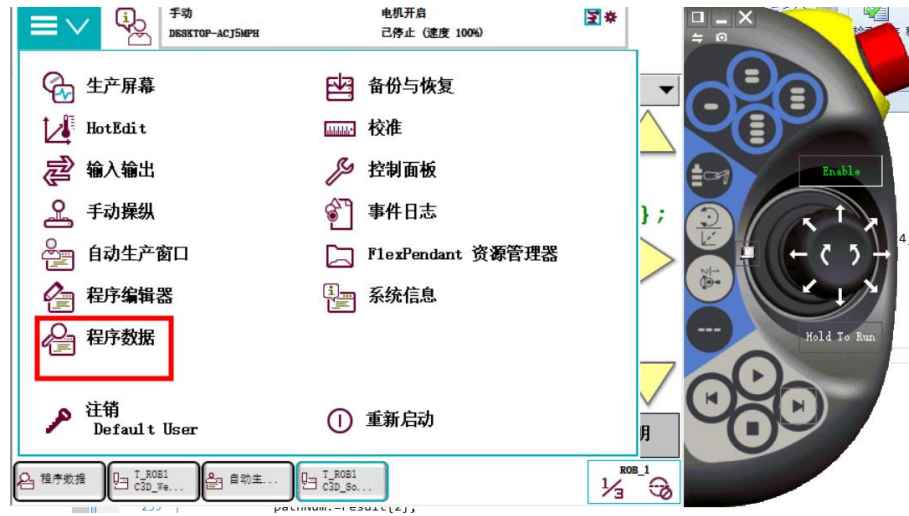 手动
DESKTOP-ACJ5MPH
电机开启
已停止 (速度 100%)
生产屏幕
备份与恢复
HotEdit
校准
输入输出
控制面板
手动操纵
事件日志
自动生产窗口
FlexPendant 资源管理器
程序编辑器
系统信息
程序数据
注销
Default User
重新启动
程序数据
T_ROB1
C3D_We...
自动生...
T_ROB1
C3D_So...
ROB_1
1/3
};
明
Enable
Hold To Run
pathNum:=result{2};